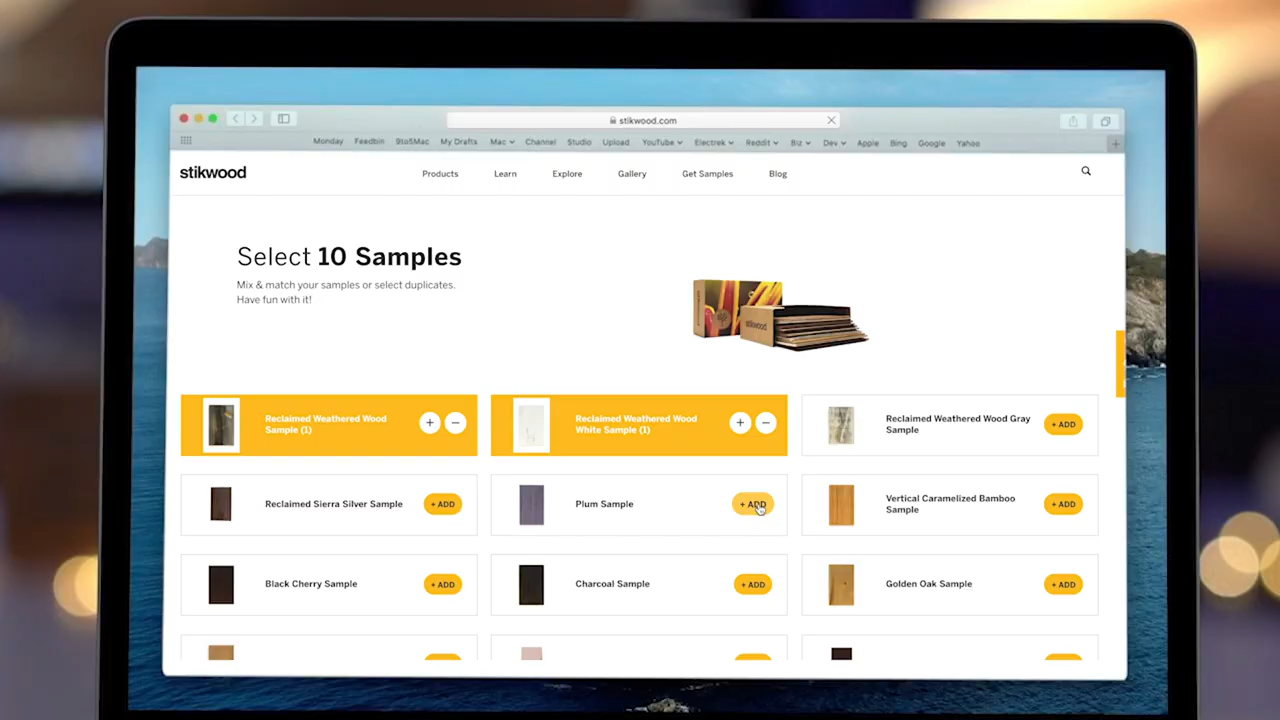 stikwood.com
Monday Feedbin 9to5Mac My Drafts Mac Channel Studio Upload YouTube Electrek Reddit Biz Dev Apple Bing Google Yahoo
stikwood Products Learn Explore Gallery Get Samples Blog
Select 10 Samples
Mix & match your samples or select duplicates.
Have fun with it!
stikwood
Reclaimed Weathered Wood
Sample (1)
+ −
Reclaimed Weathered Wood
White Sample (1)
+ −
Reclaimed Weathered Wood Gray
Sample
+ ADD
Reclaimed Sierra Silver Sample + ADD
Plum Sample + ADD
Vertical Caramelized Bamboo
Sample
+ ADD
Black Cherry Sample + ADD
Charcoal Sample + ADD
Golden Oak Sample + ADD